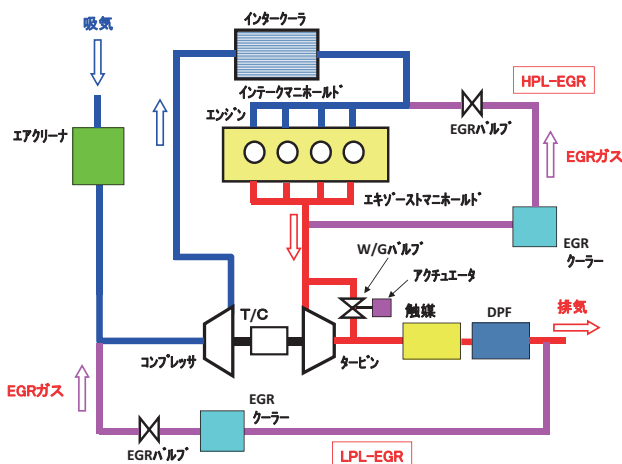 吸気
インタークーラ
インテークマニホールド
HPL-EGR
エンジン
EGRバルブ
エアクリーナ
EGRガス
エキゾーストマニホールド
EGR
クーラー
W/Gバルブ
アクチュエータ
T/C
触媒
DPF
排気
コンプレッサ
タービン
EGRガス
EGR
クーラー
EGRバルブ
LPL-EGR